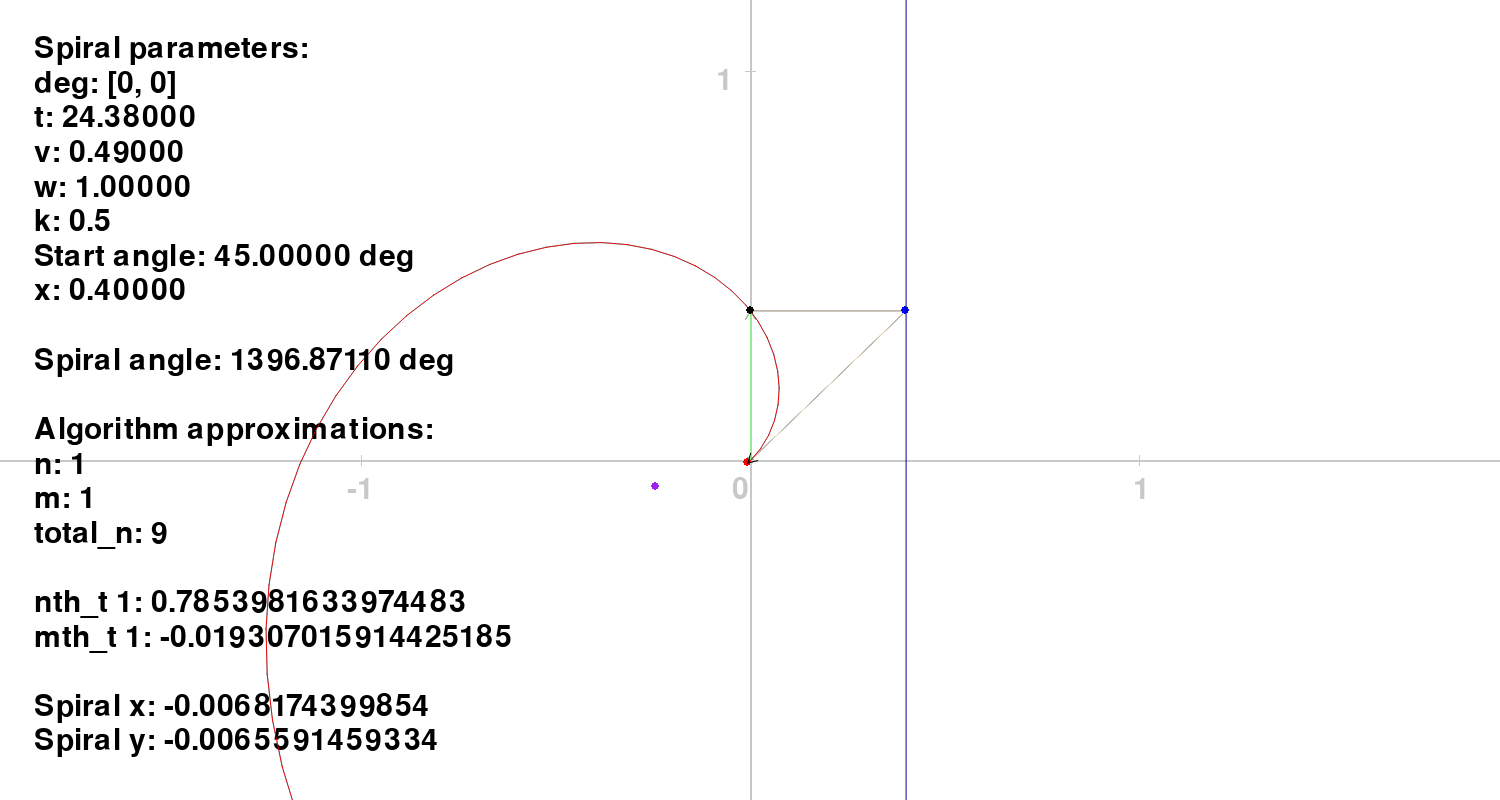 Spiral parameters:
deg: [0, 0]
t: 24.38000
v: 0.49000
w: 1.00000
k: 0.5
Start angle: 45.00000 deg
x: 0.40000
Spiral angle: 1396.87110 deg
Algorithm approximations:
n: 1
m: 1
total_n: 9
nth_t 1: 0.7853981633974483
mth_t 1: -0.019307015914425185
Spiral x: -0.0068174399854
Spiral y: -0.0065591459334
1
-1
0
1